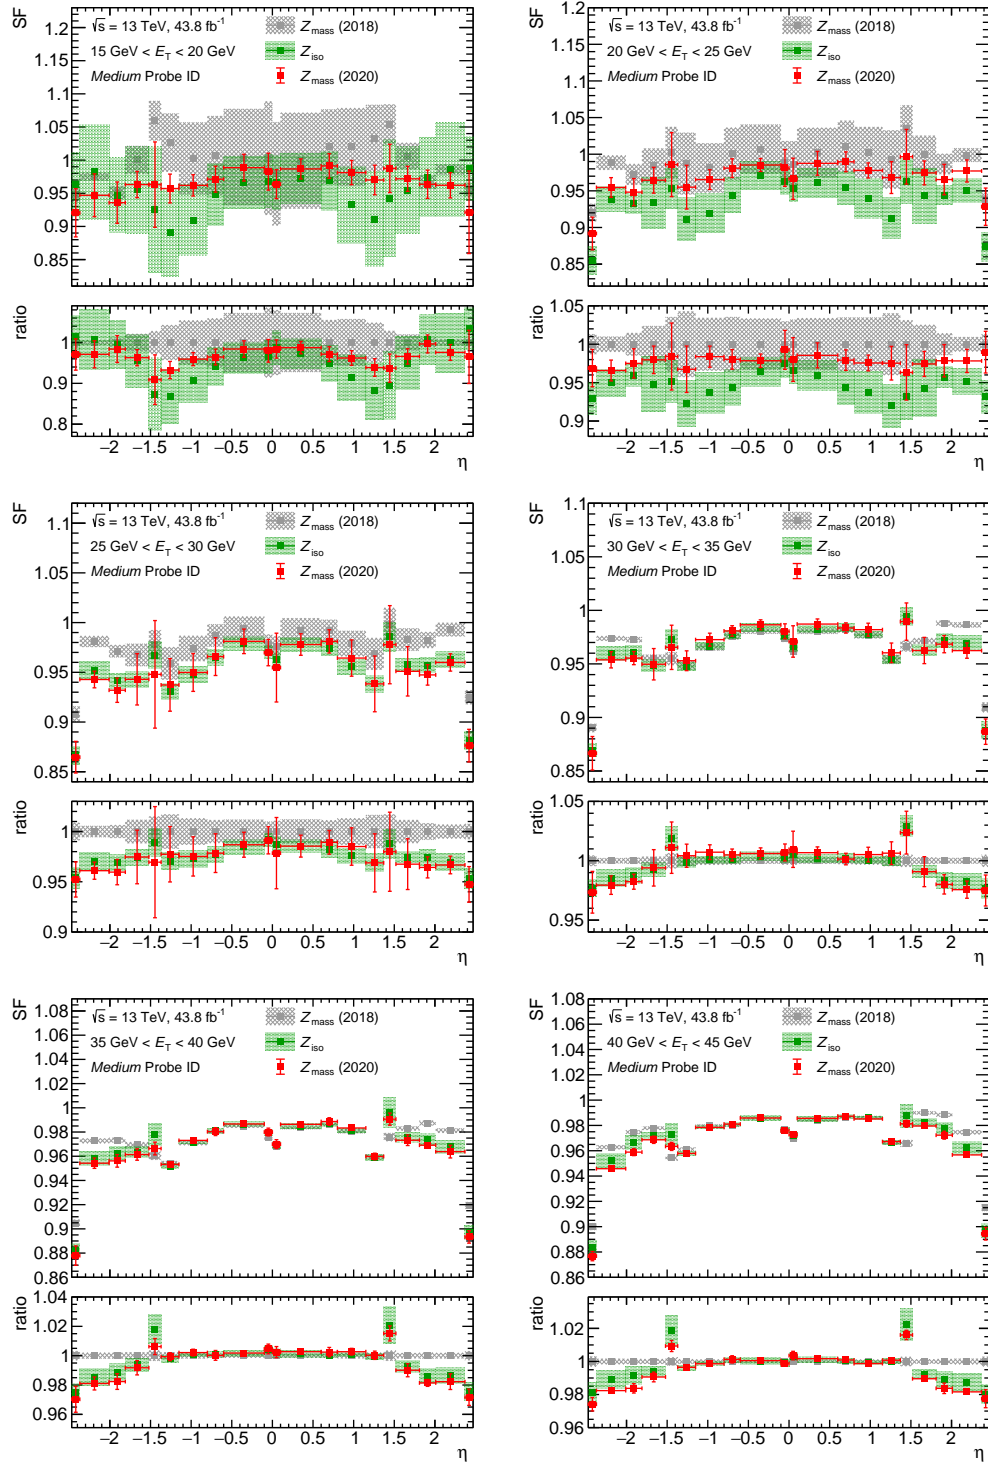 SF
1.2
1.15
1.1
1.05
1
0.95
0.9
0.85
√s = 13 TeV, 43.8 fb⁻¹
15 GeV < E_T < 20 GeV
Medium Probe ID
Z_mass (2018)
Z_iso
Z_mass (2020)
ratio
1
0.9
0.8
−2 −1.5 −1 −0.5 0 0.5 1 1.5 2
η
SF
1.2
1.15
1.1
1.05
1
0.95
0.9
0.85
√s = 13 TeV, 43.8 fb⁻¹
20 GeV < E_T < 25 GeV
Medium Probe ID
Z_mass (2018)
Z_iso
Z_mass (2020)
ratio
1.05
1
0.95
0.9
−2 −1.5 −1 −0.5 0 0.5 1 1.5 2
η
SF
1.1
1.05
1
0.95
0.9
0.85
√s = 13 TeV, 43.8 fb⁻¹
25 GeV < E_T < 30 GeV
Medium Probe ID
Z_mass (2018)
Z_iso
Z_mass (2020)
ratio
1
0.95
0.9
−2 −1.5 −1 −0.5 0 0.5 1 1.5 2
η
SF
1.1
1.05
1
0.95
0.9
0.85
√s = 13 TeV, 43.8 fb⁻¹
30 GeV < E_T < 35 GeV
Medium Probe ID
Z_mass (2018)
Z_iso
Z_mass (2020)
ratio
1.05
1
0.95
−2 −1.5 −1 −0.5 0 0.5 1 1.5 2
η
SF
1.08
1.06
1.04
1.02
1
0.98
0.96
0.94
0.92
0.9
0.88
0.86
√s = 13 TeV, 43.8 fb⁻¹
35 GeV < E_T < 40 GeV
Medium Probe ID
Z_mass (2018)
Z_iso
Z_mass (2020)
ratio
1.04
1.02
1.00
0.98
0.96
−2 −1.5 −1 −0.5 0 0.5 1 1.5 2
η
SF
1.08
1.06
1.04
1.02
1
0.98
0.96
0.94
0.92
0.9
0.88
0.86
√s = 13 TeV, 43.8 fb⁻¹
40 GeV < E_T < 45 GeV
Medium Probe ID
Z_mass (2018)
Z_iso
Z_mass (2020)
ratio
1.02
1.00
0.98
0.96
−2 −1.5 −1 −0.5 0 0.5 1 1.5 2
η